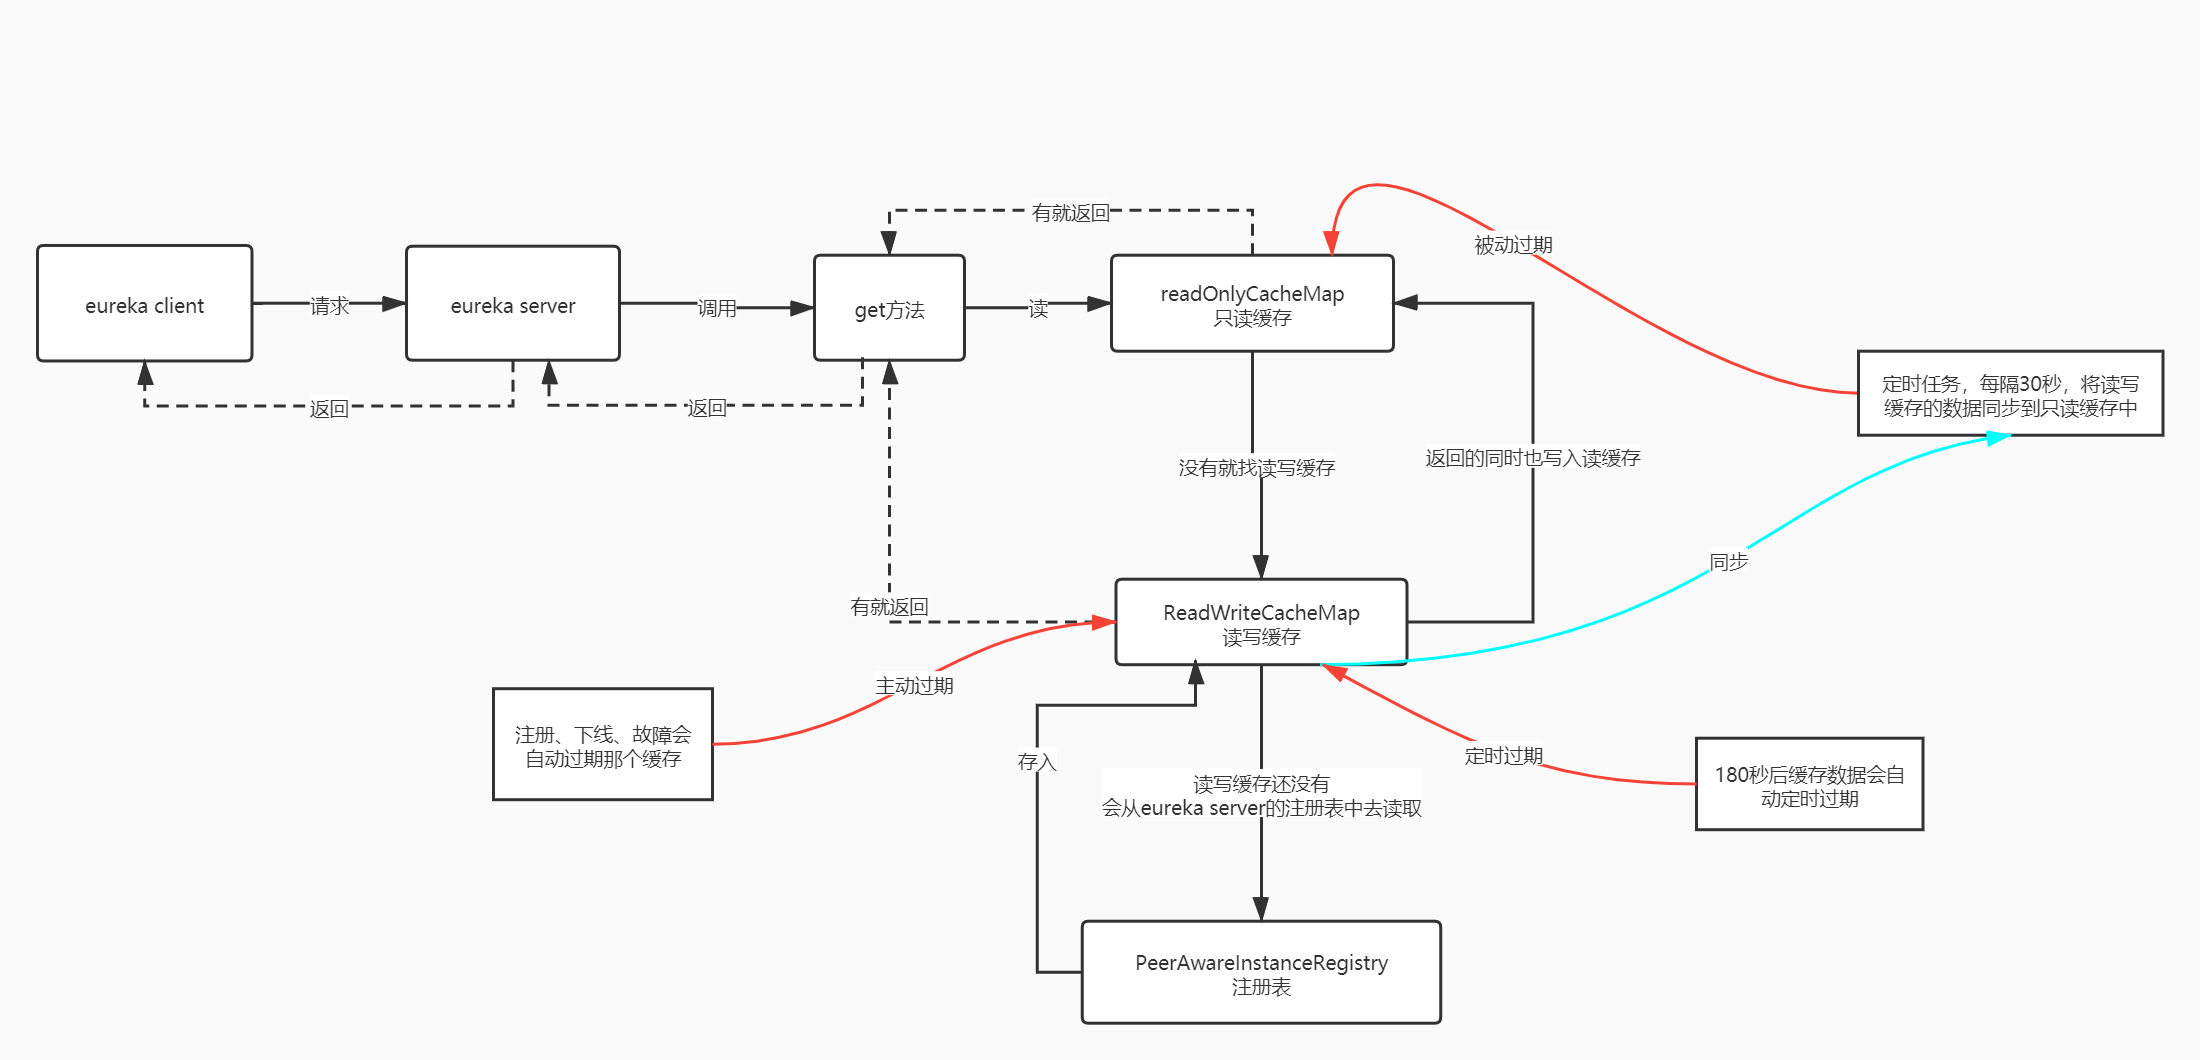 有就返回
被动过期
eureka client
请求
eureka server
调用
get方法
读
readOnlyCacheMap
只读缓存
返回
返回
定时任务，每隔30秒，将读写
缓存的数据同步到只读缓存中
没有就找读写缓存
返回的同时也写入读缓存
同步
有就返回
ReadWriteCacheMap
读写缓存
主动过期
注册、下线、故障会
自动过期那个缓存
存入
读写缓存还没有
会从eureka server的注册表中去读取
定时过期
180秒后缓存数据会自
动定时过期
PeerAwareInstanceRegistry
注册表